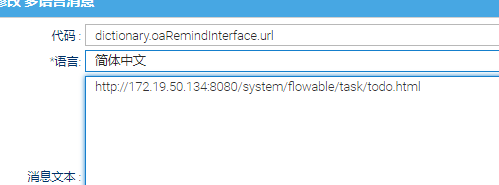 修改 多语言消息
代码 : dictionary.oaRemindInterface.url
*语言: 简体中文
http://172.19.50.134:8080/system/flowable/task/todo.html
消息文本 :